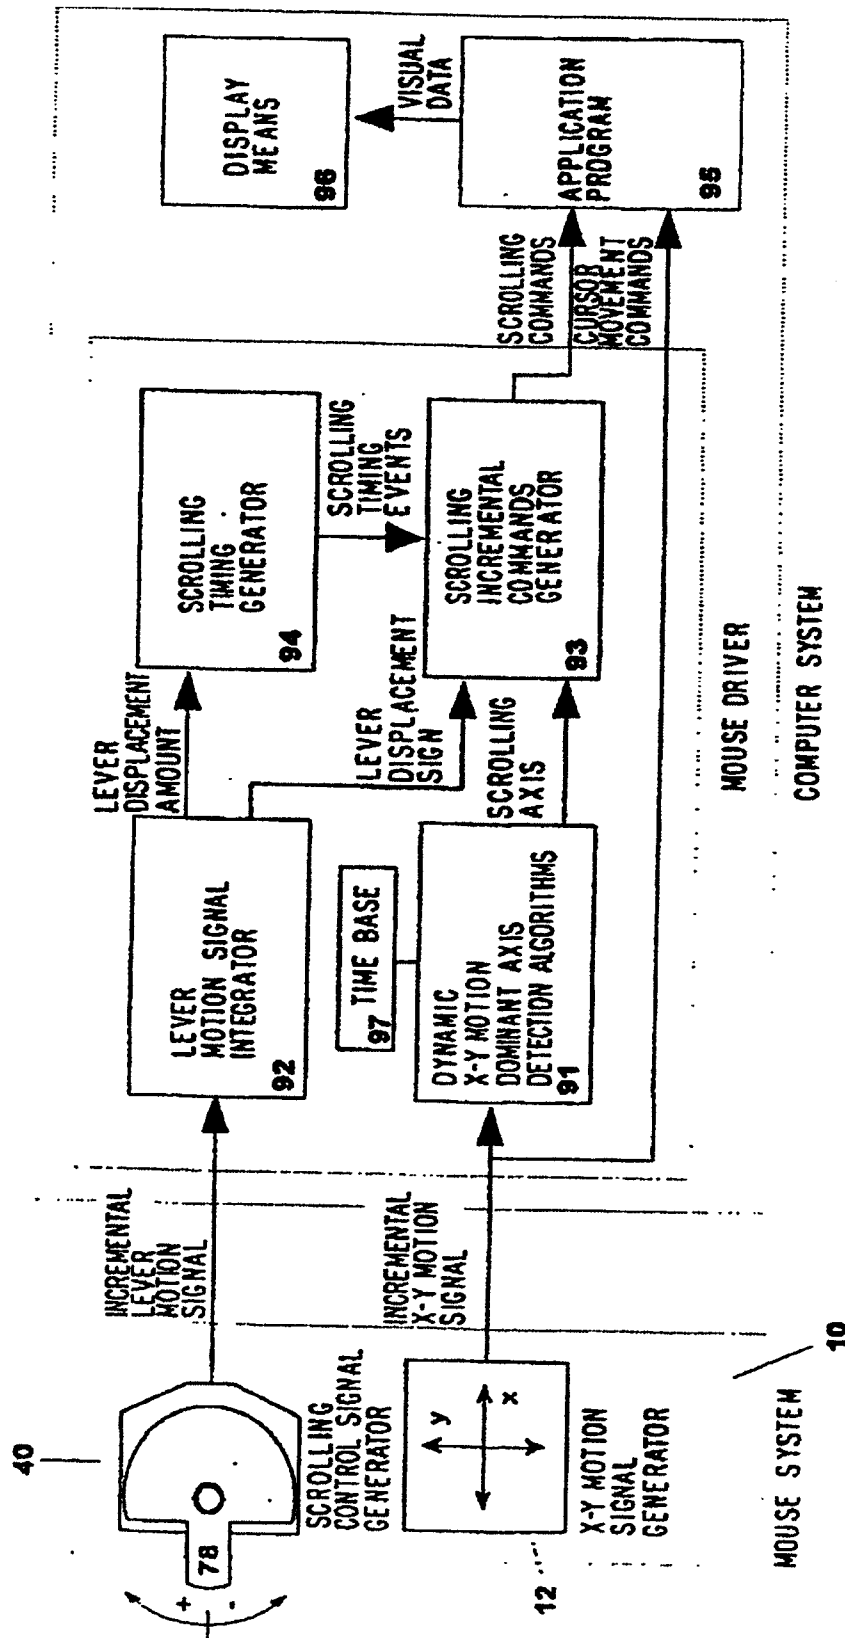 40
78
+
-
SCROLLING
CONTROL SIGNAL
GENERATOR
INCREMENTAL
LEVER
MOTION
SIGNAL
LEVER
MOTION SIGNAL
INTEGRATOR
92
LEVER
DISPLACEMENT
AMOUNT
SCROLLING
TIMING
GENERATOR
94
SCROLLING
TIMING
EVENTS
LEVER
DISPLACEMENT
SIGN
DISPLAY
MEANS
96
VISUAL
DATA
TIME BASE
97
12
y
x
X-Y MOTION
SIGNAL
GENERATOR
INCREMENTAL
X-Y MOTION
SIGNAL
DYNAMIC
X-Y MOTION
DOMINANT AXIS
DETECTION ALGORITHMS
91
SCROLLING
AXIS
SCROLLING
INCREMENTAL
COMMANDS
GENERATOR
93
SCROLLING
COMMANDS
CURSOR
MOVEMENT
COMMANDS
APPLICATION
PROGRAM
95
MOUSE DRIVER
10
MOUSE SYSTEM
COMPUTER SYSTEM